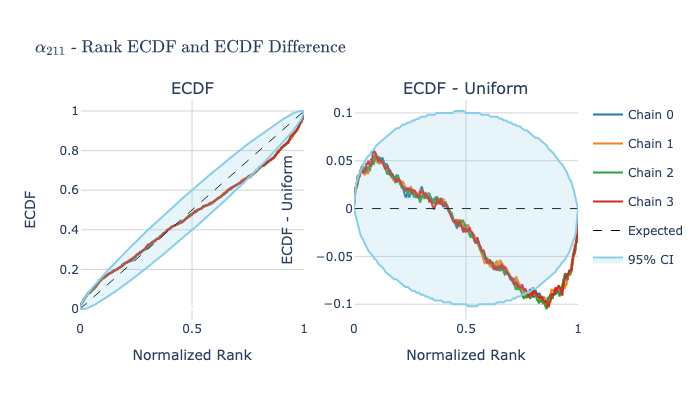 α₂₁₁ - Rank ECDF and ECDF Difference
ECDF
ECDF - Uniform
ECDF
1
0.8
0.6
0.4
0.2
0
0
0.5
1
Normalized Rank
ECDF - Uniform
0.1
0.05
0
−0.05
−0.1
0
0.5
1
Normalized Rank
Chain 0
Chain 1
Chain 2
Chain 3
Expected
95% CI